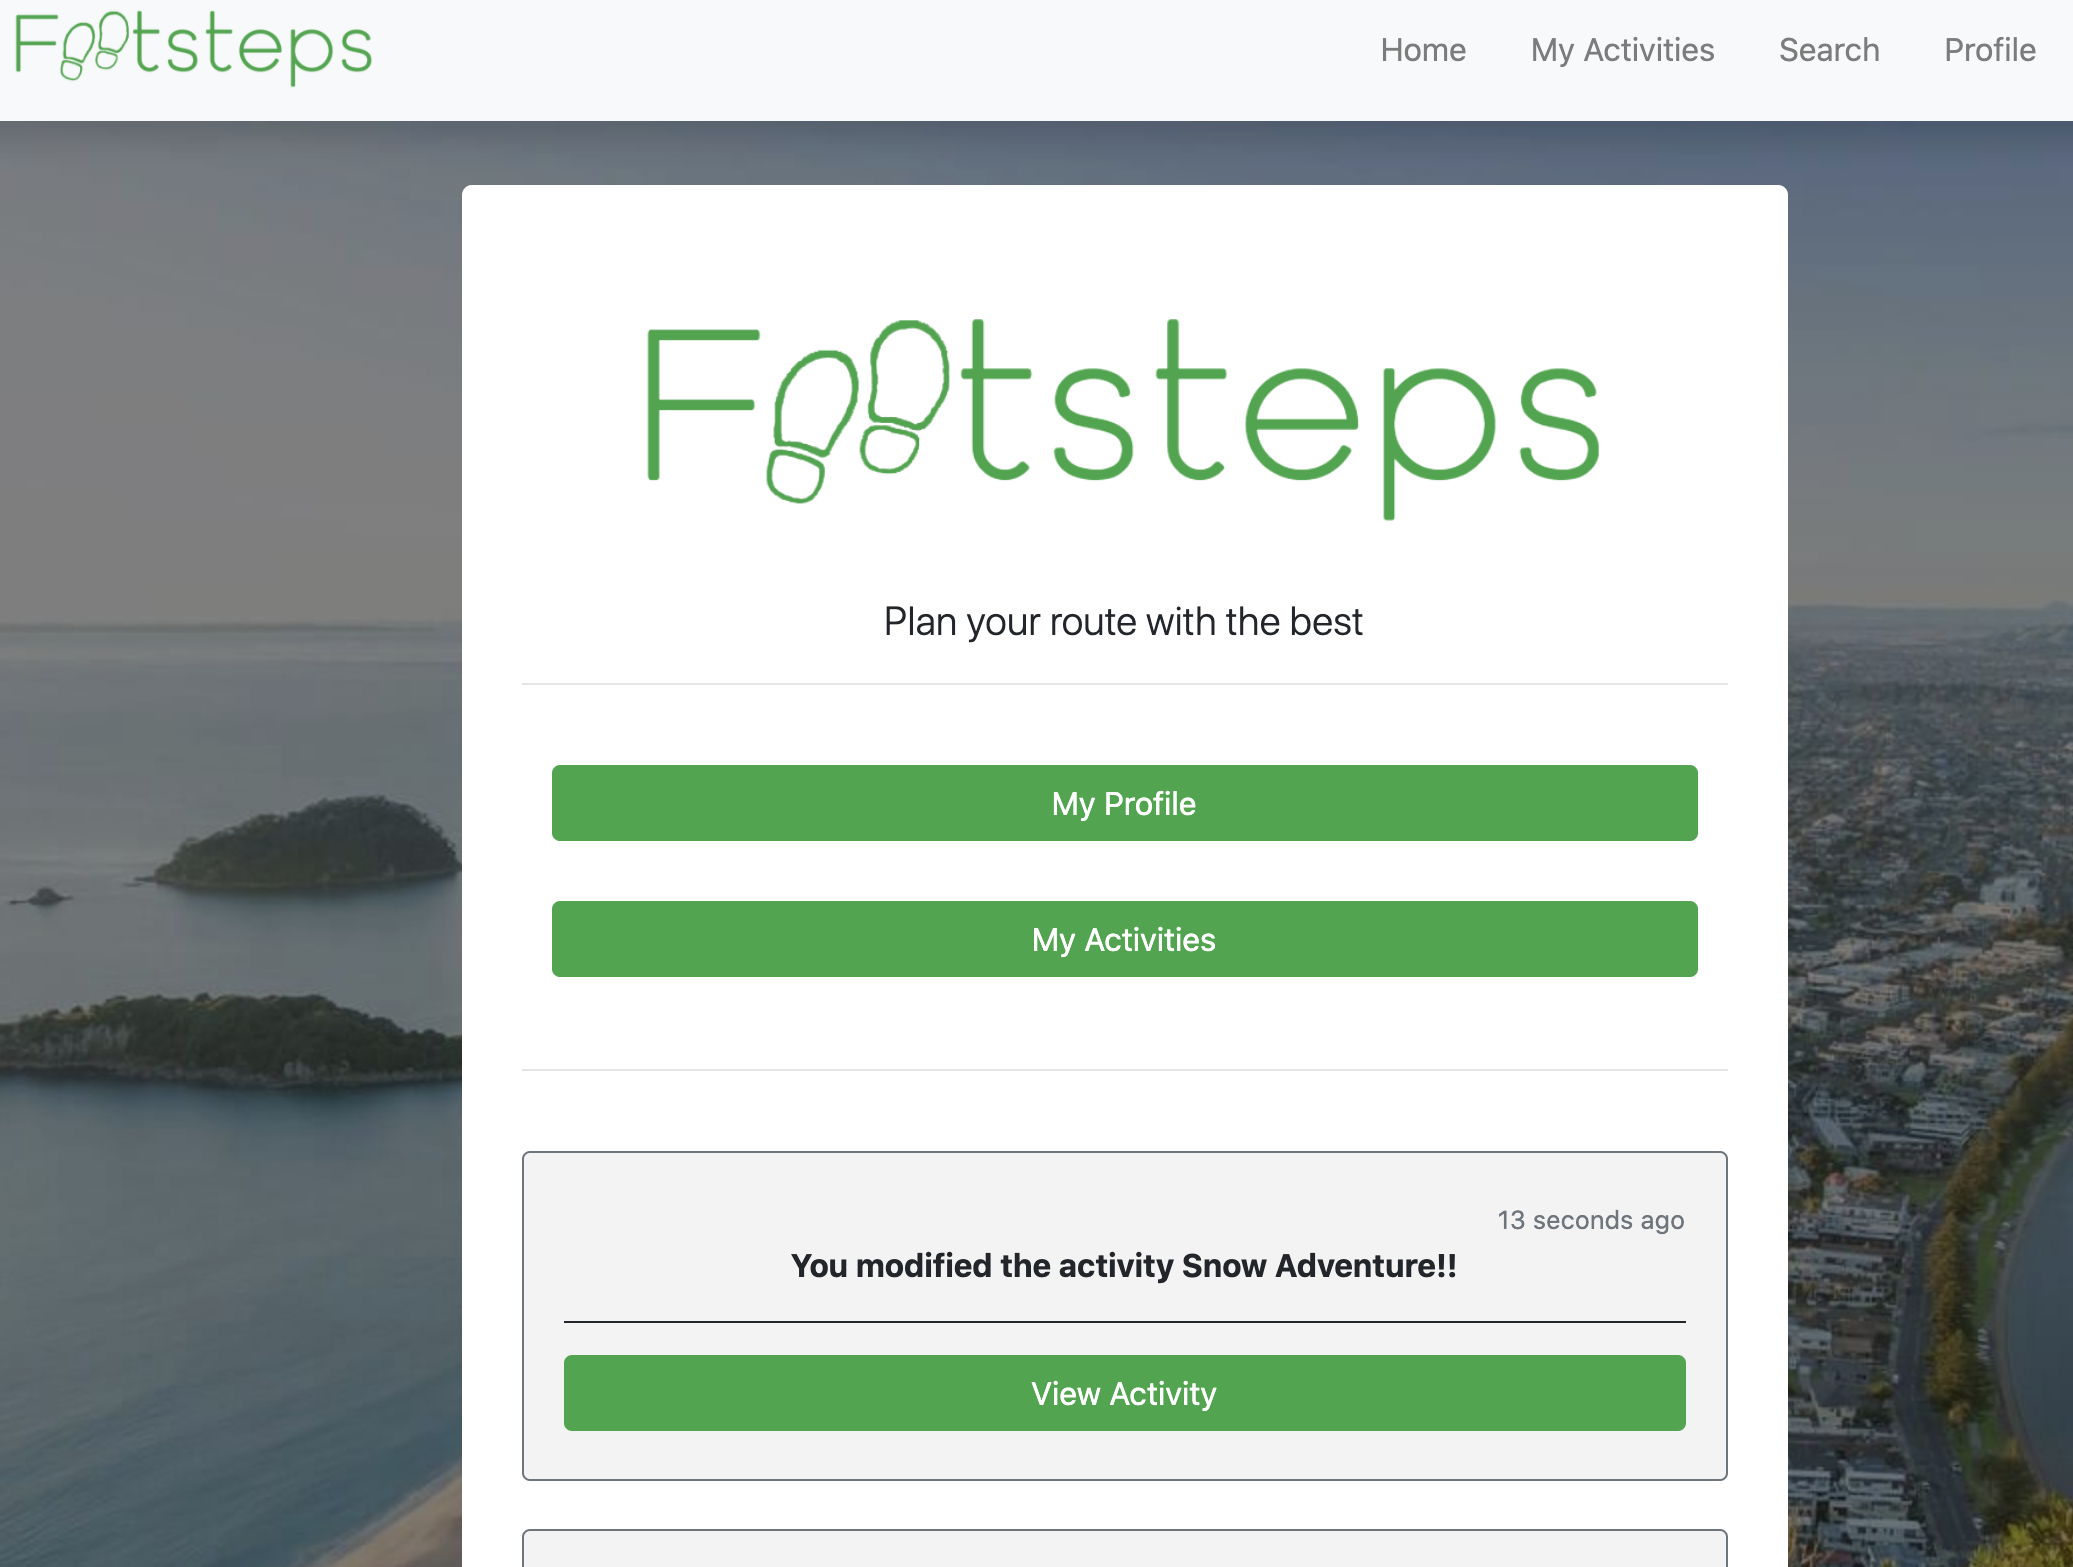 Footsteps
Home My Activities Search Profile
Footsteps
Plan your route with the best
My Profile
My Activities
13 seconds ago
You modified the activity Snow Adventure!!
View Activity